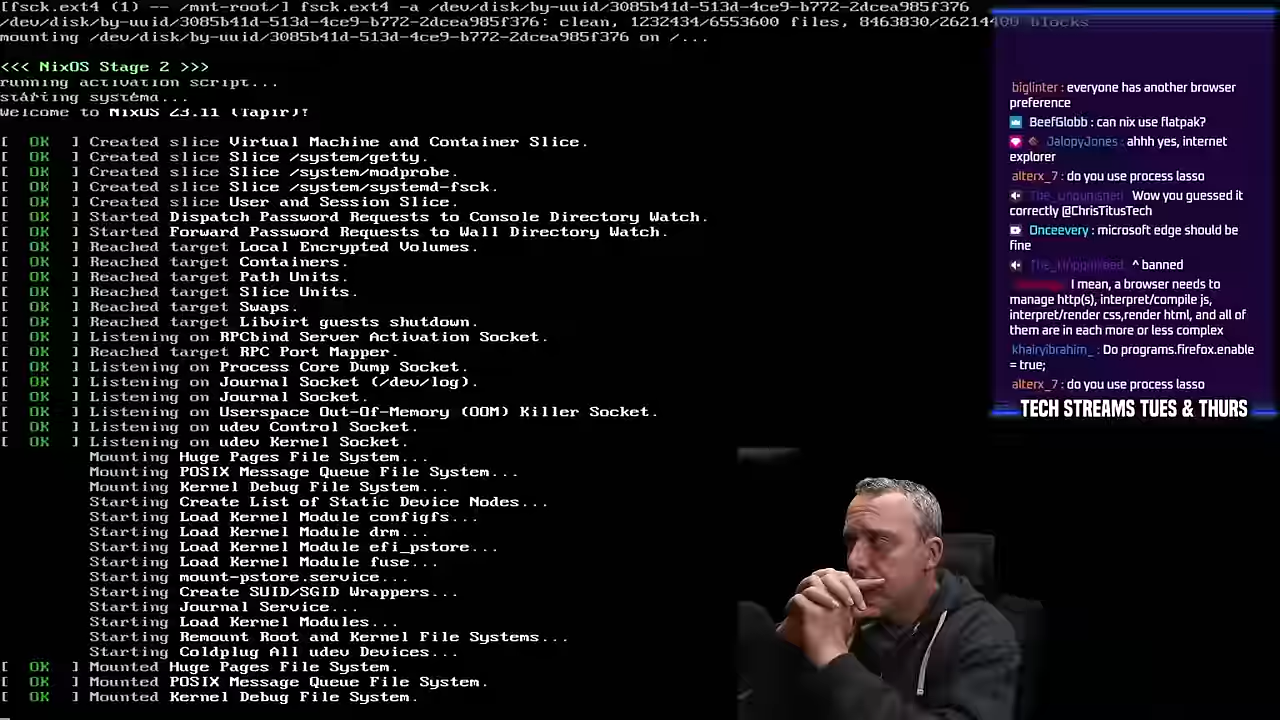 [fsck.ext4 (1) -- /mnt-root/] fsck.ext4 -a /dev/disk/by-uuid/3085b41d-513d-4ce9-b772-2dcea985f376
/dev/disk/by-uuid/3085b41d-513d-4ce9-b772-2dcea985f376: clean, 1232434/6553600 files, 8463830/26214400 blocks
mounting /dev/disk/by-uuid/3085b41d-513d-4ce9-b772-2dcea985f376 on /...
<<< NixOS Stage 2 >>>
running activation script...
starting systemd...
Welcome to NixOS 23.11 (Tapir)!
[ OK ] Created slice Virtual Machine and Container Slice.
[ OK ] Created slice Slice /system/getty.
[ OK ] Created slice Slice /system/modprobe.
[ OK ] Created slice Slice /system/systemd-fsck.
[ OK ] Created slice User and Session Slice.
[ OK ] Started Dispatch Password Requests to Console Directory Watch.
[ OK ] Started Forward Password Requests to Wall Directory Watch.
[ OK ] Reached target Local Encrypted Volumes.
[ OK ] Reached target Containers.
[ OK ] Reached target Path Units.
[ OK ] Reached target Slice Units.
[ OK ] Reached target Swaps.
[ OK ] Reached target Libvirt guests shutdown.
[ OK ] Listening on RPCbind Server Activation Socket.
[ OK ] Reached target RPC Port Mapper.
[ OK ] Listening on Process Core Dump Socket.
[ OK ] Listening on Journal Socket (/dev/log).
[ OK ] Listening on Journal Socket.
[ OK ] Listening on Userspace Out-Of-Memory (OOM) Killer Socket.
[ OK ] Listening on udev Control Socket.
[ OK ] Listening on udev Kernel Socket.
Mounting Huge Pages File System...
Mounting POSIX Message Queue File System...
Mounting Kernel Debug File System...
Starting Create List of Static Device Nodes...
Starting Load Kernel Module configfs...
Starting Load Kernel Module drm...
Starting Load Kernel Module efi_pstore...
Starting Load Kernel Module fuse...
Starting mount-pstore.service...
Starting Create SUID/SGID Wrappers...
Starting Journal Service...
Starting Load Kernel Modules...
Starting Remount Root and Kernel File Systems...
Starting Coldplug All udev Devices...
[ OK ] Mounted Huge Pages File System.
[ OK ] Mounted POSIX Message Queue File System.
[ OK ] Mounted Kernel Debug File System.
biglinter : everyone has another browser
preference
BeefGlobb : can nix use flatpak?
JalopyJones : ahhh yes, internet
explorer
alterx_7 : do you use process lasso
Wow you guessed it
correctly @ChrisTitusTech
Onceevery : microsoft edge should be
fine
^ banned
I mean, a browser needs to
manage http(s), interpret/compile js,
interpret/render css,render html, and all of
them are in each more or less complex
khairyibrahim_ : Do programs.firefox.enable
= true;
alterx_7 : do you use process lasso
TECH STREAMS TUES & THURS